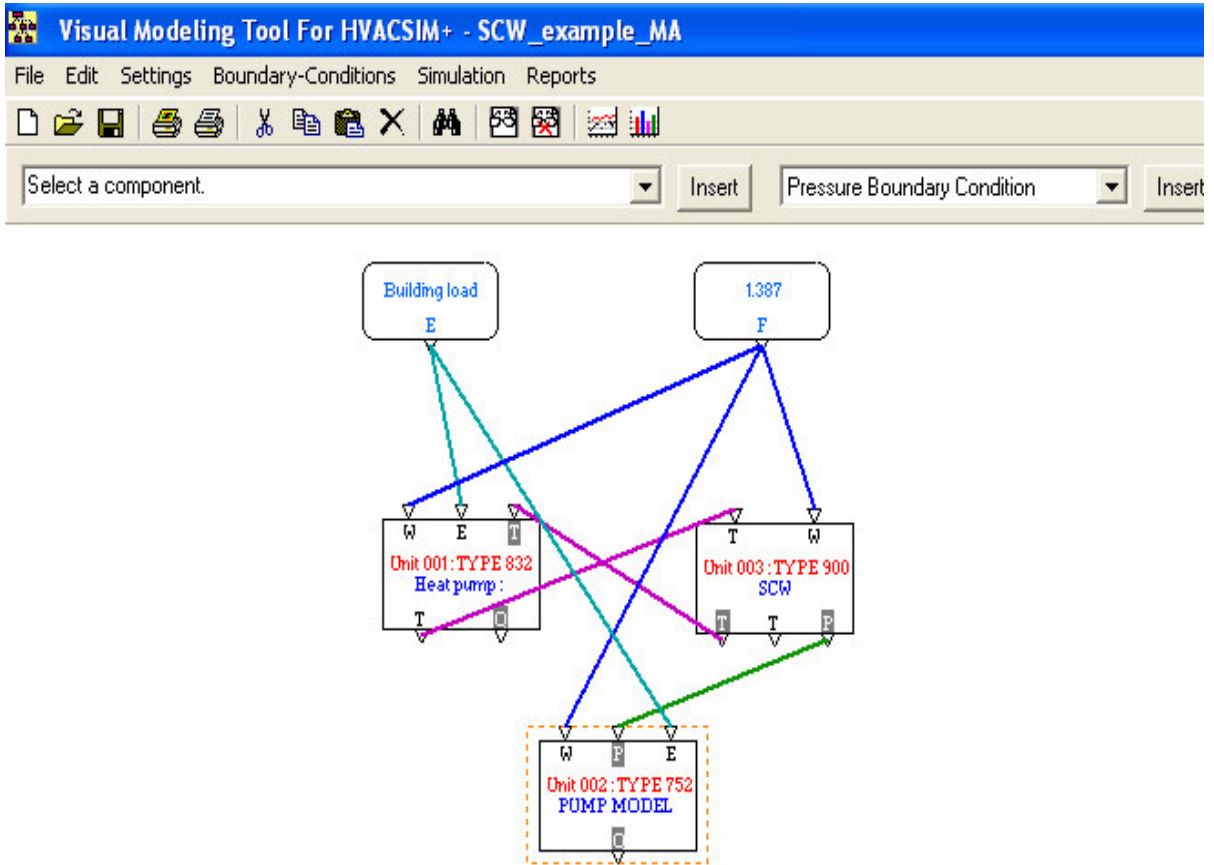 Visual Modeling Tool For HVACSIM+ - SCW_example_MA
File Edit Settings Boundary-Conditions Simulation Reports
Select a component. Insert Pressure Boundary Condition Insert
Building load
E
1.387
F
W E T
Unit 001 : TYPE 832
Heat pump :
T Q
T W
Unit 003 : TYPE 900
SCW
T T P
W P E
Unit 002 : TYPE 752
PUMP MODEL